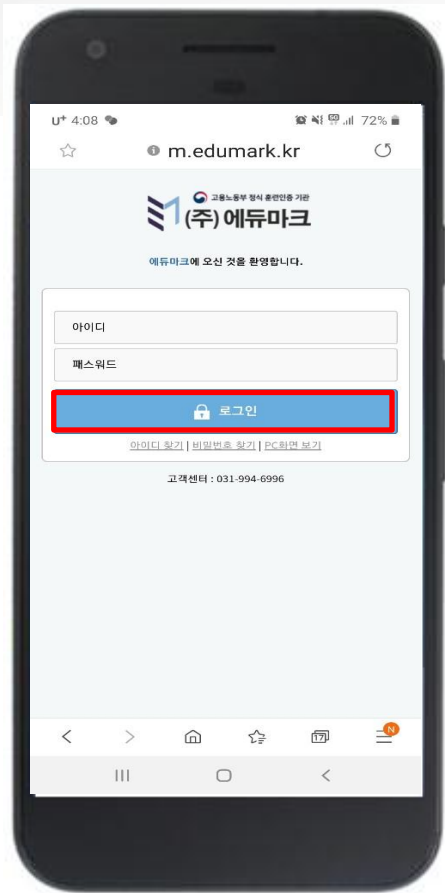 U⁺ 4:08 72%
m.edumark.kr
고용노동부 정식 훈련인증 기관
(주) 에듀마크
에듀마크에 오신 것을 환영합니다.
아이디
패스워드
로그인
아이디 찾기 | 비밀번호 찾기 | PC화면 보기
고객센터 : 031-994-6996
17 N